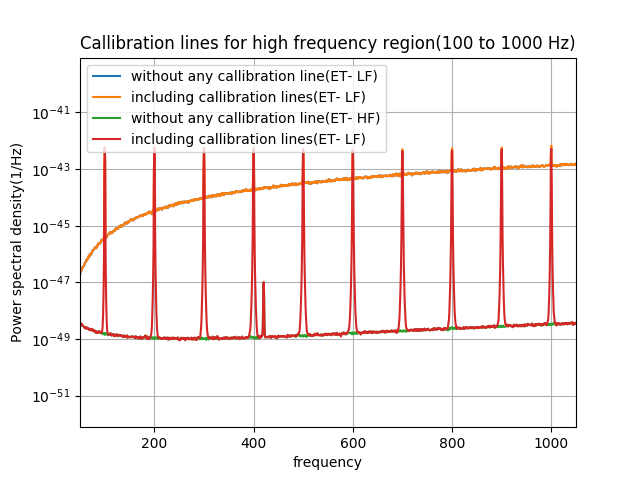 Callibration lines for high frequency region(100 to 1000 Hz)
without any callibration line(ET- LF)
including callibration lines(ET- LF)
without any callibration line(ET- HF)
including callibration lines(ET- LF)
Power spectral density(1/Hz)
10⁻⁴¹
10⁻⁴³
10⁻⁴⁵
10⁻⁴⁷
10⁻⁴⁹
10⁻⁵¹
200 400 600 800 1000
frequency